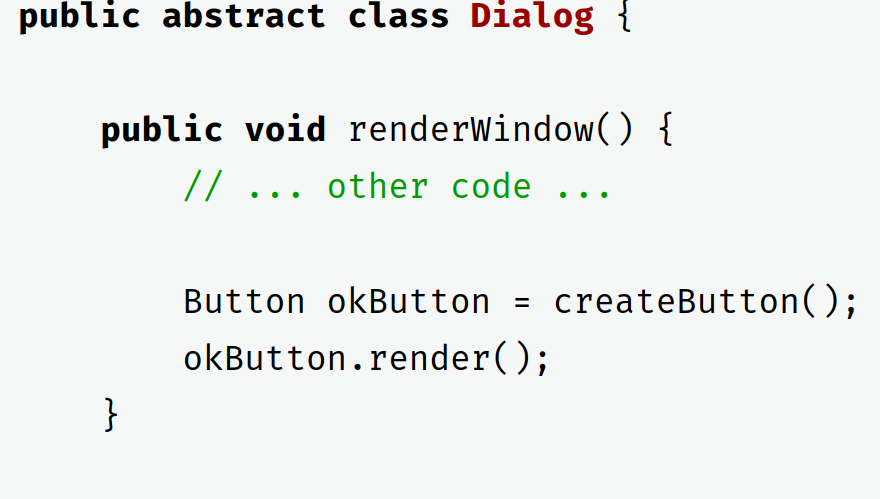 public abstract class Dialog {
public void renderWindow() {
// ... other code ...
Button okButton = createButton();
okButton.render();
}